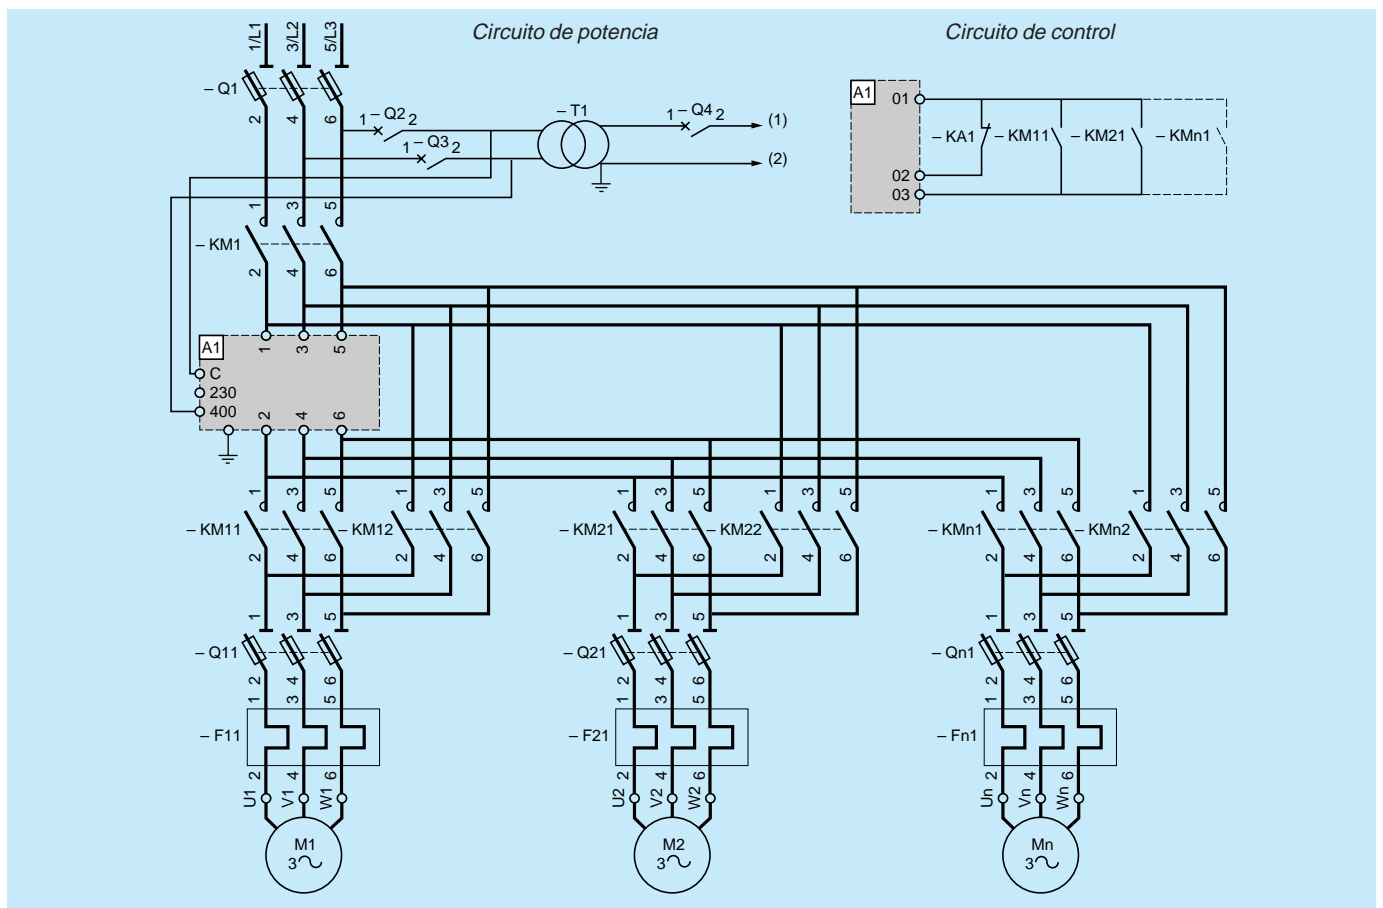 Circuito de potencia
Circuito de control
1/L1 3/L2 5/L3
– Q1
2 4 6
1 – Q2 2
1 – Q3 2
– T1
1 – Q4 2
(1)
(2)
A1
01
02
03
– KA1 – KM11 – KM21 – KMn1
1 3 5
– KM1
2 4 6
A1
1 3 5
C
230
400
2 4 6
1 3 5 1 3 5 1 3 5 1 3 5 1 3 5 1 3 5
– KM11 – KM12 – KM21 – KM22 – KMn1 – KMn2
2 4 6 2 4 6 2 4 6 2 4 6 2 4 6 2 4 6
1 3 5 1 3 5 1 3 5
– Q11 – Q21 – Qn1
2 4 6 2 4 6 2 4 6
1 3 5 1 3 5 1 3 5
– F11 – F21 – Fn1
2 4 6 2 4 6 2 4 6
U1 V1 W1 U2 V2 W2 Un Vn Wn
M1 M2 Mn
3 3 3